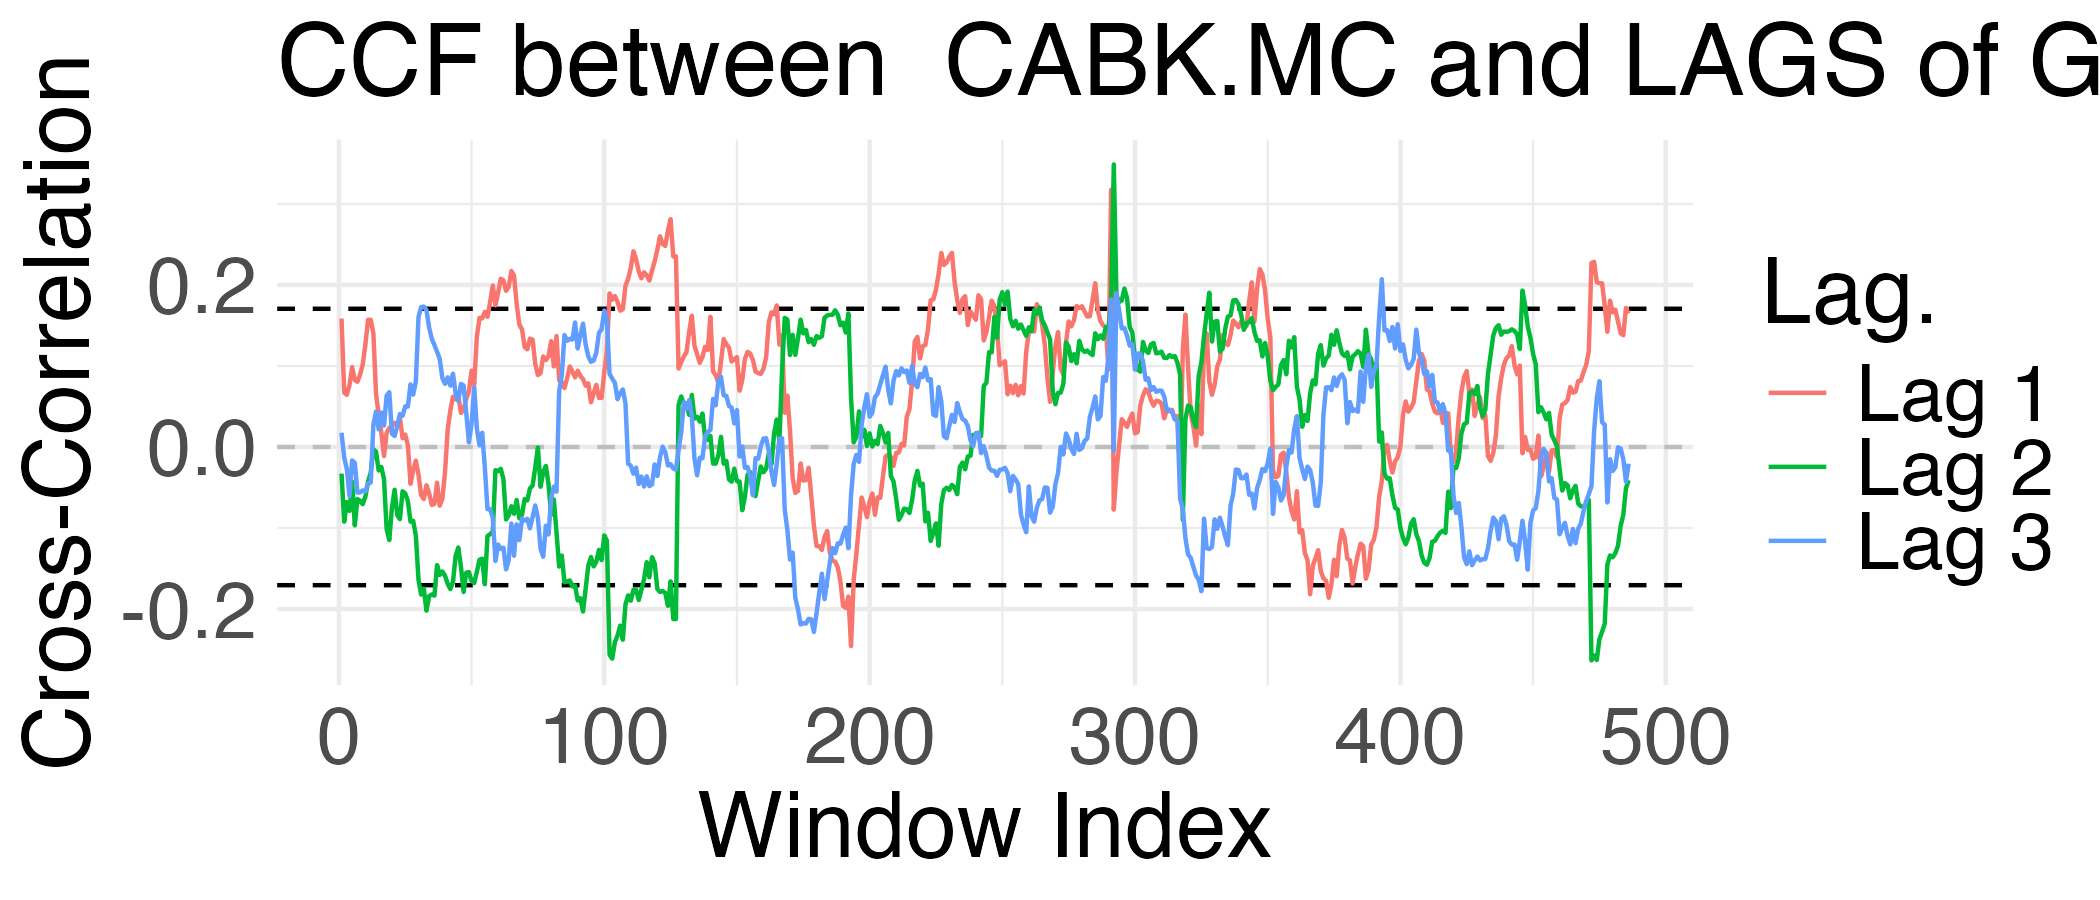 CCF between CABK.MC and LAGS of G
Cross-Correlation
0.2
0.0
-0.2
0 100 200 300 400 500
Window Index
Lag.
Lag 1
Lag 2
Lag 3